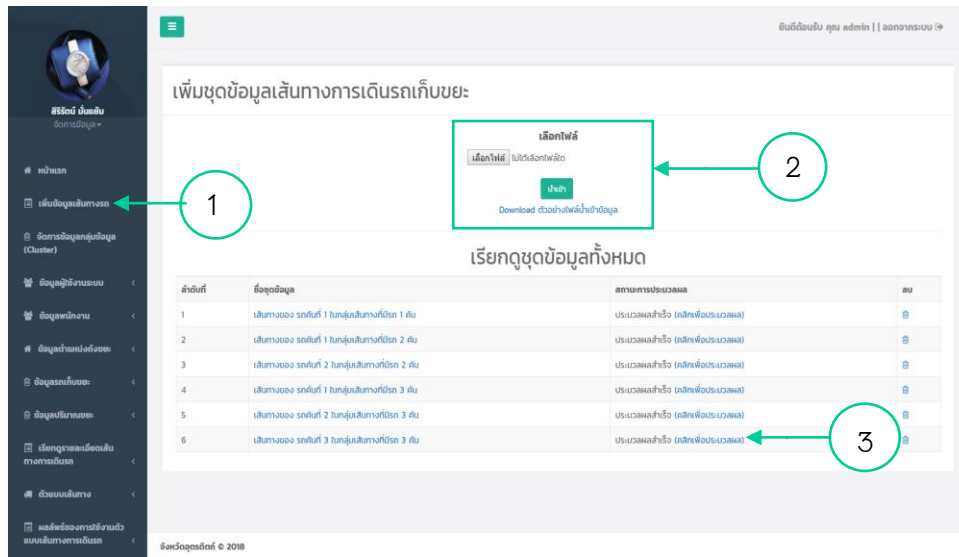 ยินดีต้อนรับ คุณ admin || ออกจากระบบ
สิริรัตน์ มั่นแย้ม
จัดการข้อมูล
หน้าแรก
เพิ่มข้อมูลเส้นทางรถ
จัดการข้อมูลกลุ่มข้อมูล
(Cluster)
ข้อมูลผู้ใช้งานระบบ
ข้อมูลพนักงาน
ข้อมูลตำแหน่งถังขยะ
ข้อมูลรถเก็บขยะ
ข้อมูลปริมาณขยะ
เรียกดูรายละเอียดเส้น
ทางการเดินรถ
ตัวแบบเส้นทาง
ผลลัพธ์ของการใช้งานตัว
แบบเส้นทางการเดินรถ
เพิ่มชุดข้อมูลเส้นทางการเดินรถเก็บขยะ
เลือกไฟล์
เลือกไฟล์ ไม่ได้เลือกไฟล์ใด
นำเข้า
Download ตัวอย่างไฟล์นำเข้าข้อมูล
1
2
เรียกดูชุดข้อมูลทั้งหมด
ลำดับที่ ชื่อชุดข้อมูล สถานะการประมวลผล ลบ
1 เส้นทางของ รถคันที่ 1 ในกลุ่มเส้นทางที่มีรถ 1 คัน ประมวลผลสำเร็จ (คลิกเพื่อประมวลผล)
2 เส้นทางของ รถคันที่ 1 ในกลุ่มเส้นทางที่มีรถ 2 คัน ประมวลผลสำเร็จ (คลิกเพื่อประมวลผล)
3 เส้นทางของ รถคันที่ 2 ในกลุ่มเส้นทางที่มีรถ 2 คัน ประมวลผลสำเร็จ (คลิกเพื่อประมวลผล)
4 เส้นทางของ รถคันที่ 1 ในกลุ่มเส้นทางที่มีรถ 3 คัน ประมวลผลสำเร็จ (คลิกเพื่อประมวลผล)
5 เส้นทางของ รถคันที่ 2 ในกลุ่มเส้นทางที่มีรถ 3 คัน ประมวลผลสำเร็จ (คลิกเพื่อประมวลผล)
6 เส้นทางของ รถคันที่ 3 ในกลุ่มเส้นทางที่มีรถ 3 คัน ประมวลผลสำเร็จ (คลิกเพื่อประมวลผล)
3
จังหวัดอุตรดิตถ์ © 2018